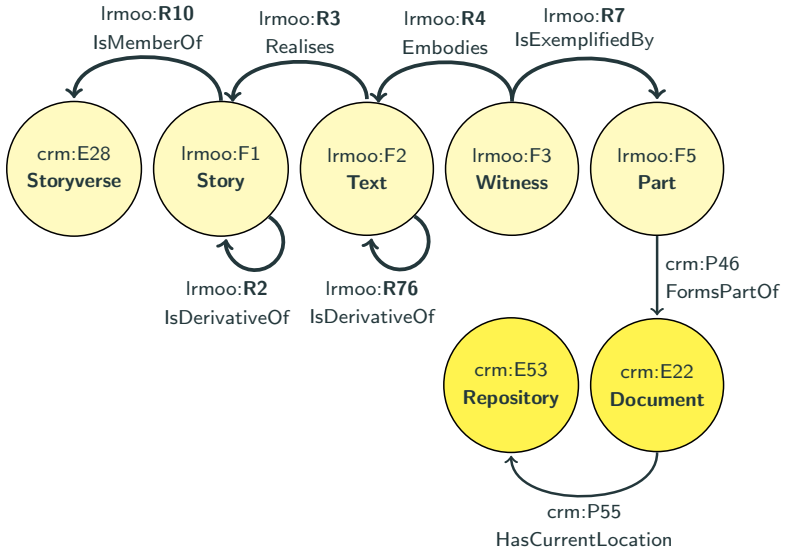 lrmoo:R10
IsMemberOf
lrmoo:R3
Realises
lrmoo:R4
Embodies
lrmoo:R7
IsExemplifiedBy
crm:E28
Storyverse
lrmoo:F1
Story
lrmoo:F2
Text
lrmoo:F3
Witness
lrmoo:F5
Part
lrmoo:R2
IsDerivativeOf
lrmoo:R76
IsDerivativeOf
crm:P46
FormsPartOf
crm:E53
Repository
crm:E22
Document
crm:P55
HasCurrentLocation